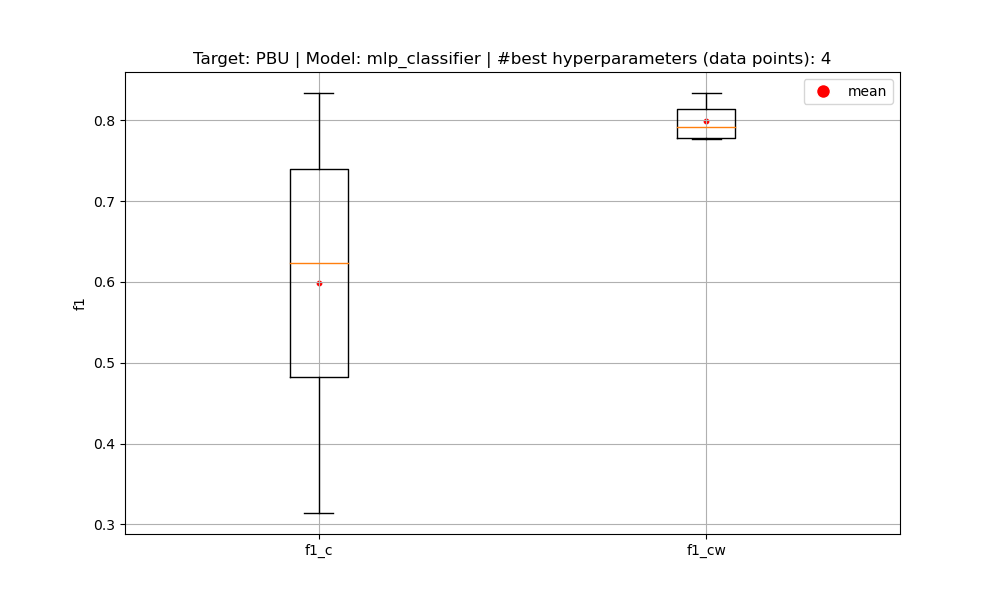 Target: PBU | Model: mlp_classifier | #best hyperparameters (data points): 4
mean
0.8
0.7
0.6
0.5
0.4
0.3
f1
f1_c
f1_cw